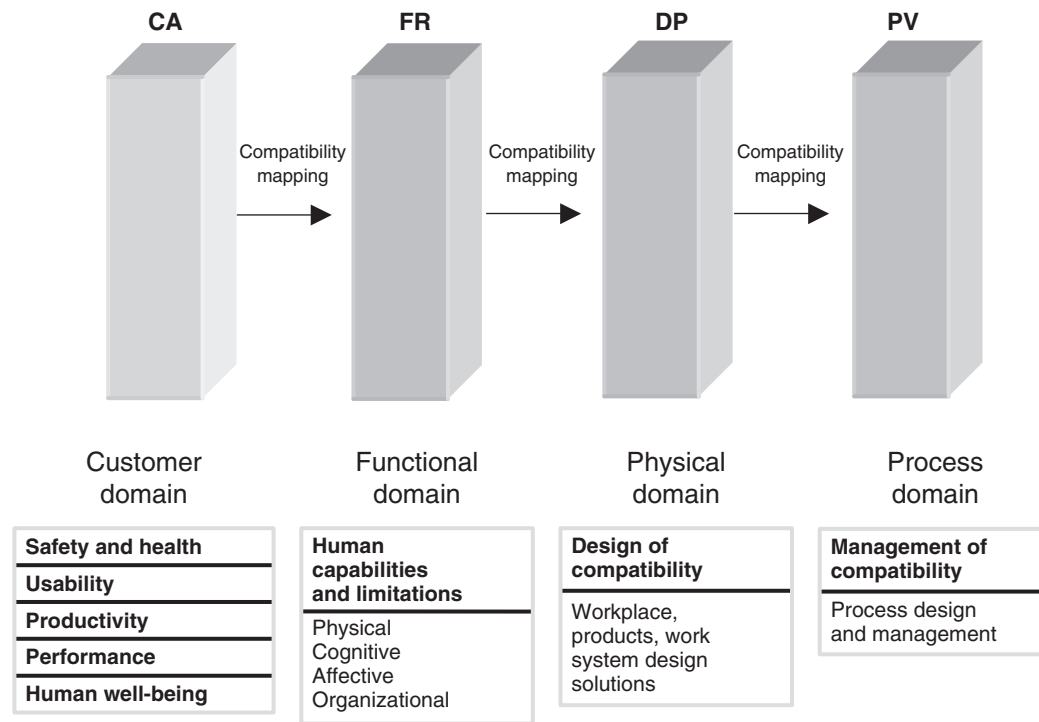 CA
FR
DP
PV
Compatibility
mapping
Compatibility
mapping
Compatibility
mapping
Customer
domain
Functional
domain
Physical
domain
Process
domain
Safety and health
Usability
Productivity
Performance
Human well-being
Human
capabilities
and limitations
Physical
Cognitive
Affective
Organizational
Design of
compatibility
Workplace,
products, work
system design
solutions
Management of
compatibility
Process design
and management